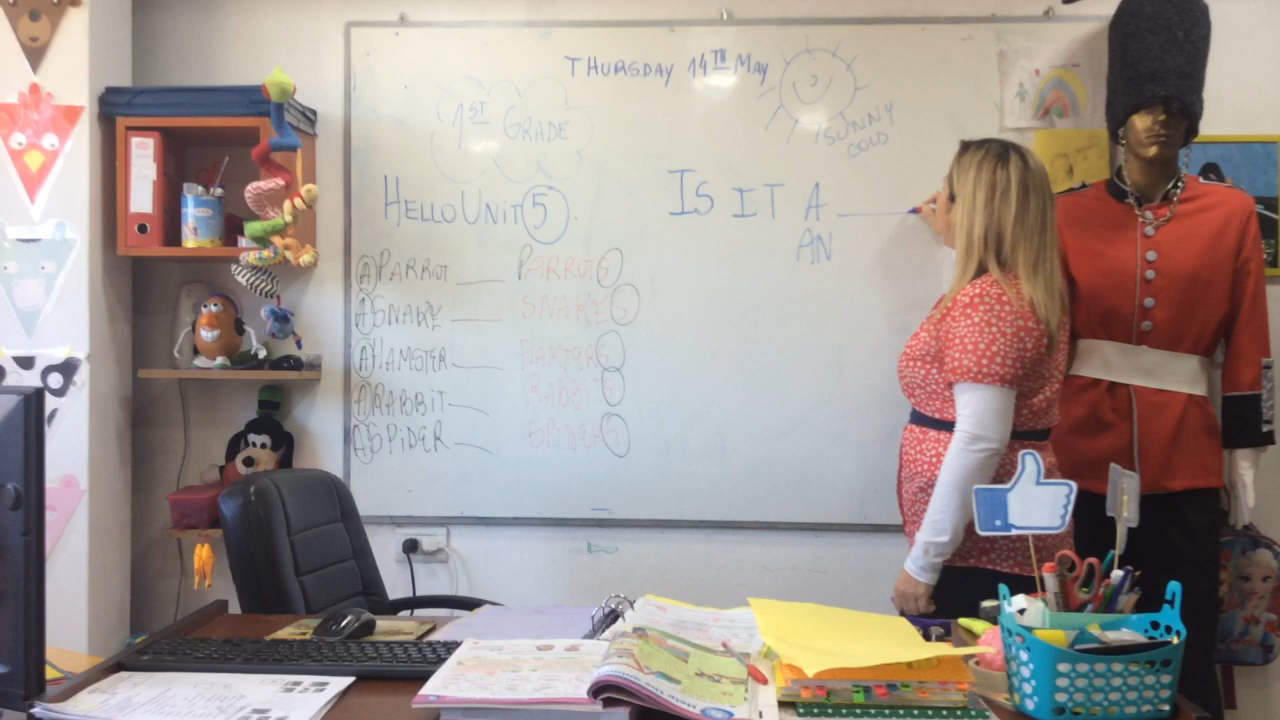 THURSDAY 14TH MAY
1ST GRADE
SUNNY
COLD
HELLO UNIT 5
IS IT A
AN
A PARROT PARROTS
A SNAKE SNAKES
A HAMSTER
A RABBIT RABBITS
A SPIDER SPIDERS